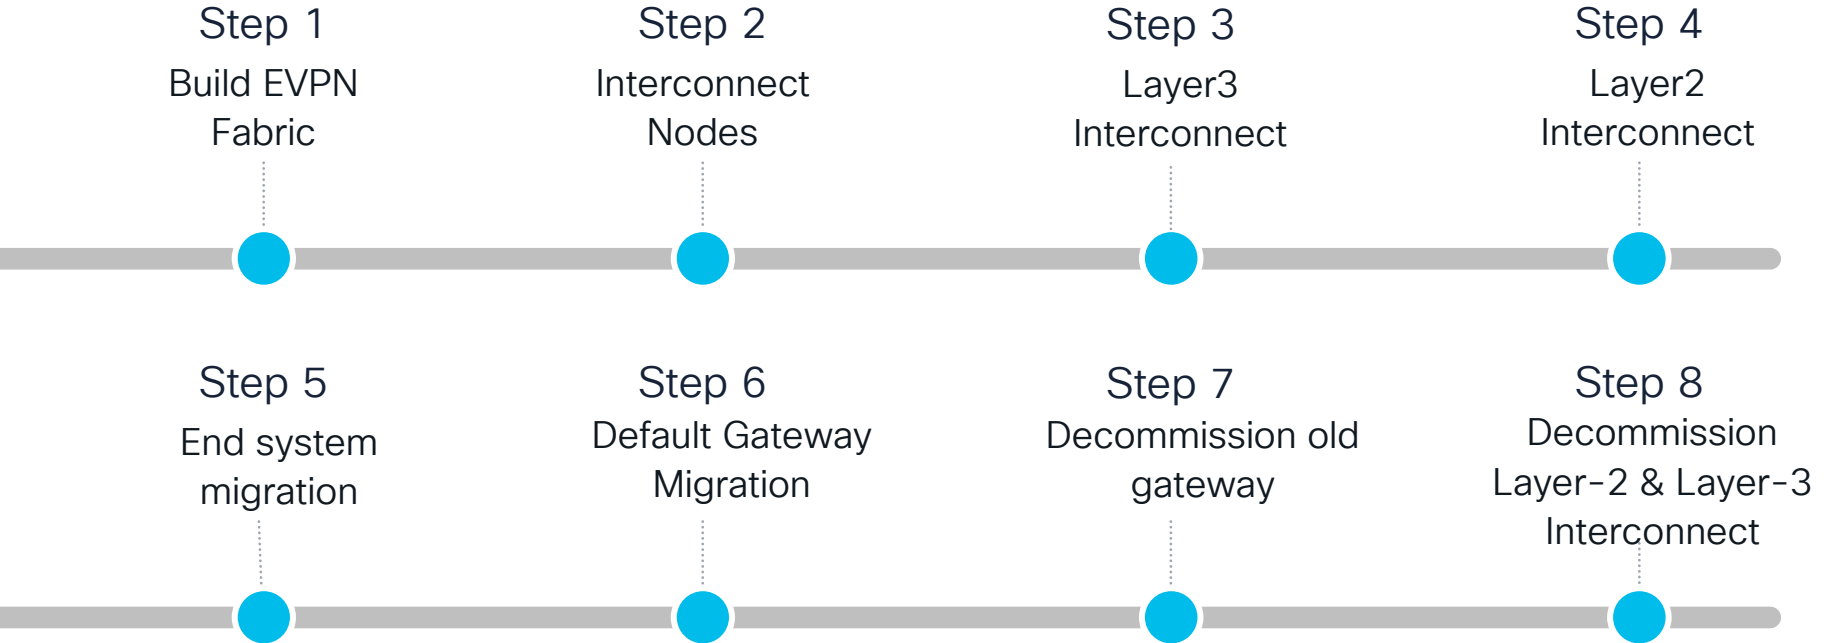 Step 1
Build EVPN
Fabric
Step 2
Interconnect
Nodes
Step 3
Layer3
Interconnect
Step 4
Layer2
Interconnect
Step 5
End system
migration
Step 6
Default Gateway
Migration
Step 7
Decommission old
gateway
Step 8
Decommission
Layer-2 & Layer-3
Interconnect